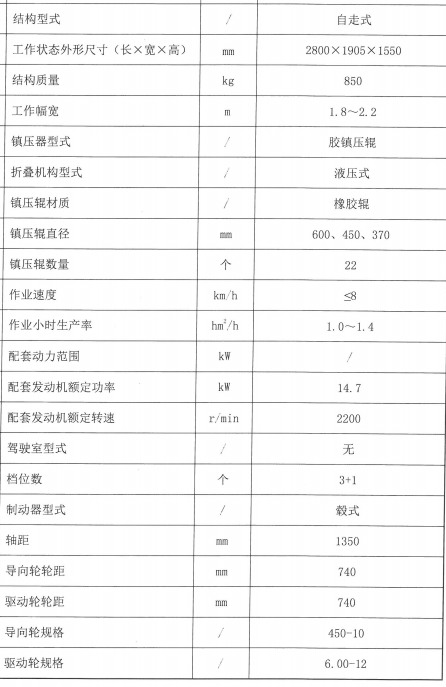 结构型式 / 自走式
工作状态外形尺寸（长×宽×高） mm 2800×1905×1550
结构质量 kg 850
工作幅宽 m 1.8～2.2
镇压器型式 / 胶镇压辊
折叠机构型式 / 液压式
镇压辊材质 / 橡胶辊
镇压辊直径 mm 600、450、370
镇压辊数量 个 22
作业速度 km/h ≤8
作业小时生产率 hm²/h 1.0～1.4
配套动力范围 kW /
配套发动机额定功率 kW 14.7
配套发动机额定转速 r/min 2200
驾驶室型式 / 无
档位数 个 3+1
制动器型式 / 毂式
轴距 mm 1350
导向轮轮距 mm 740
驱动轮轮距 mm 740
导向轮规格 / 450-10
驱动轮规格 / 6.00-12